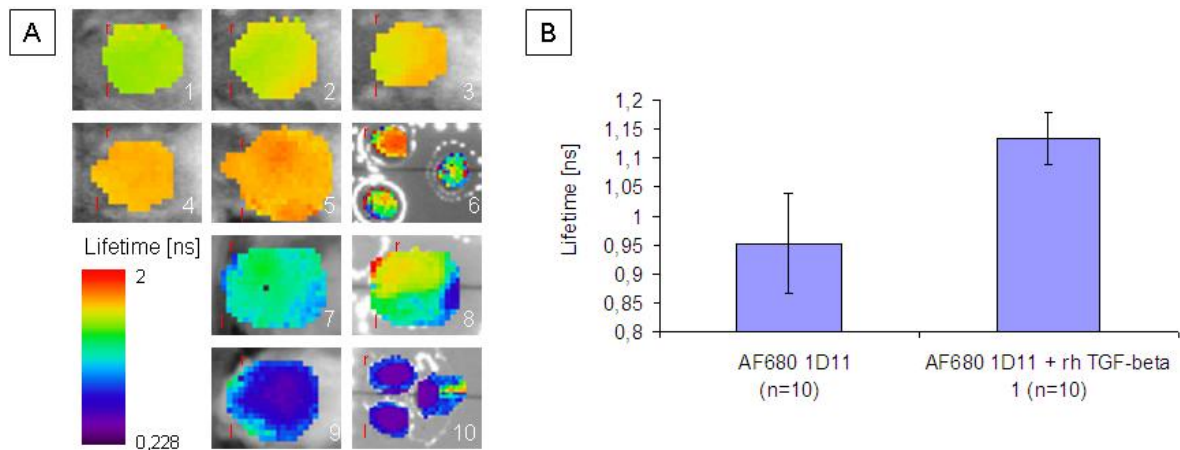 A
r
l
1
r
l
2
r
l
3
r
l
4
r
l
5
r
6
Lifetime [ns]
2
0,228
r
l
7
r
l
8
r
l
9
r
l
10
B
Lifetime [ns]
1,2
1,15
1,1
1,05
1
0,95
0,9
0,85
0,8
AF680 1D11
(n=10)
AF680 1D11 + rh TGF-beta
1 (n=10)